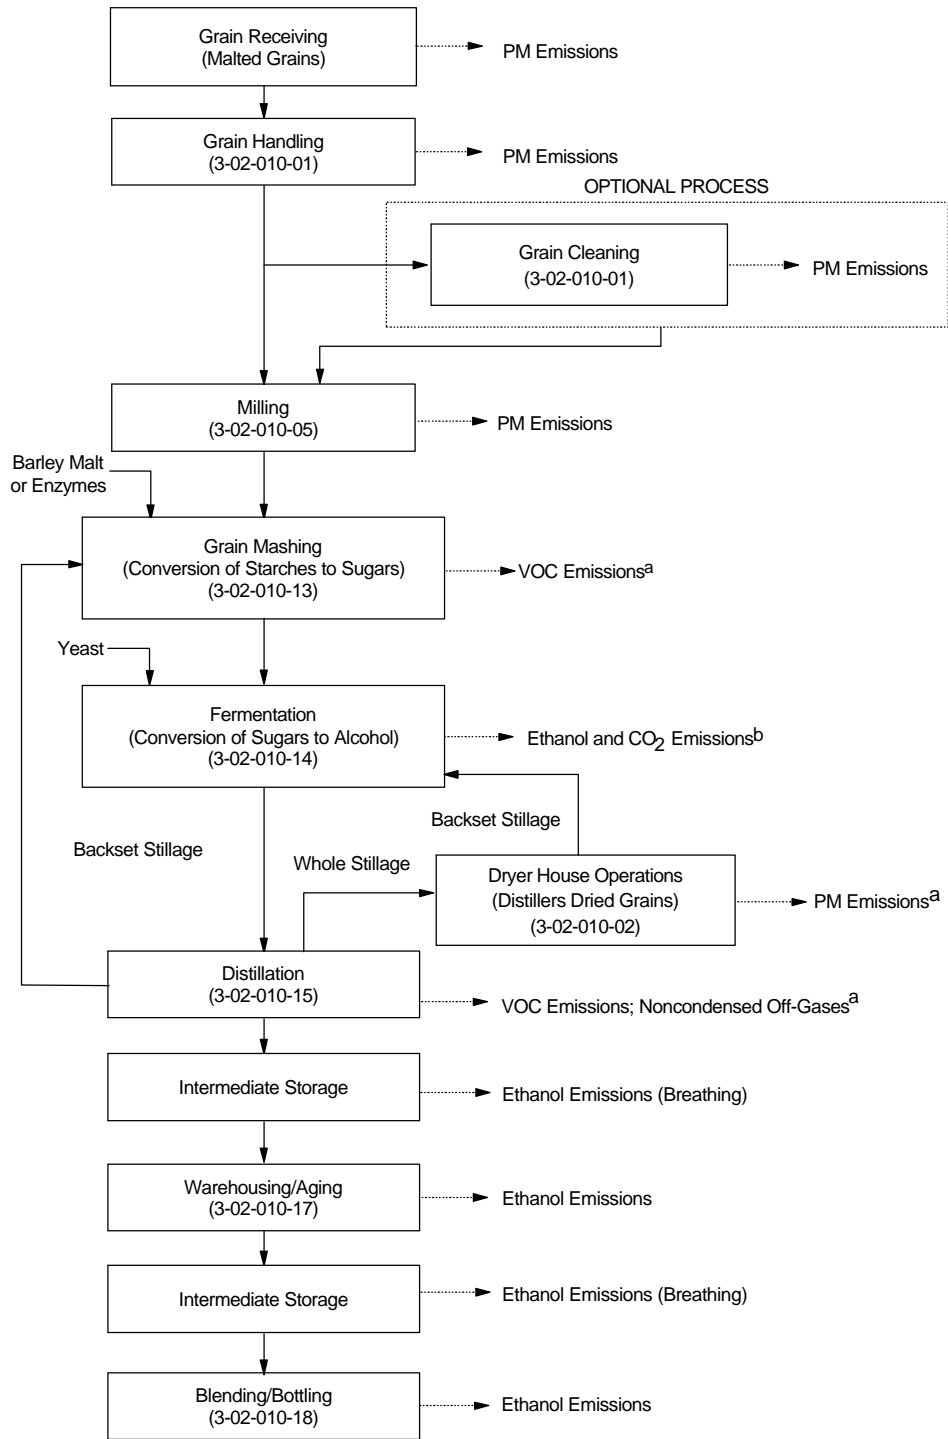 Grain Receiving
(Malted Grains)
PM Emissions
Grain Handling
(3-02-010-01)
PM Emissions
OPTIONAL PROCESS
Grain Cleaning
(3-02-010-01)
PM Emissions
Milling
(3-02-010-05)
PM Emissions
Barley Malt
or Enzymes
Grain Mashing
(Conversion of Starches to Sugars)
(3-02-010-13)
VOC Emissionsa
Yeast
Fermentation
(Conversion of Sugars to Alcohol)
(3-02-010-14)
Ethanol and CO2 Emissionsb
Backset Stillage
Backset Stillage
Whole Stillage
Dryer House Operations
(Distillers Dried Grains)
(3-02-010-02)
PM Emissionsa
Distillation
(3-02-010-15)
VOC Emissions; Noncondensed Off-Gasesa
Intermediate Storage
Ethanol Emissions (Breathing)
Warehousing/Aging
(3-02-010-17)
Ethanol Emissions
Intermediate Storage
Ethanol Emissions (Breathing)
Blending/Bottling
(3-02-010-18)
Ethanol Emissions